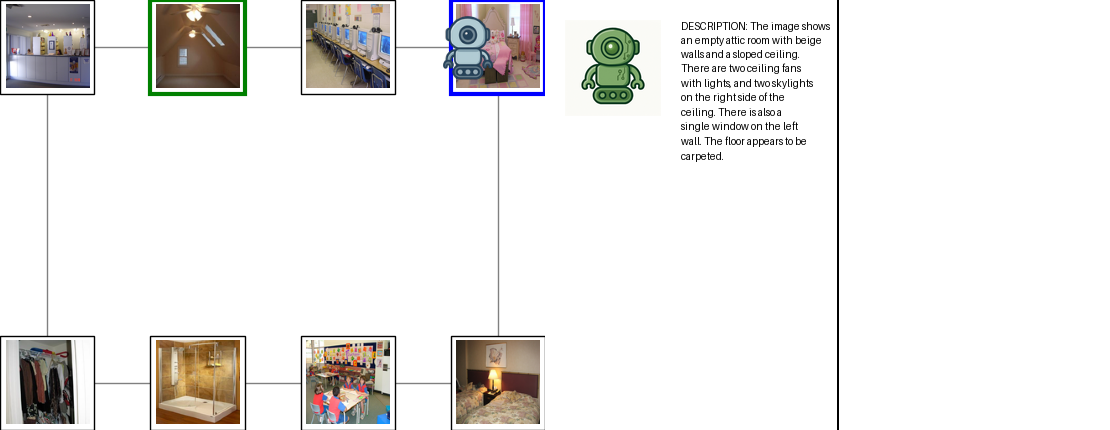 DESCRIPTION: The image shows
an empty attic room with beige
walls and a sloped ceiling.
There are two ceiling fans
with lights, and two skylights
on the right side of the
ceiling. There is also a
single window on the left
wall. The floor appears to be
carpeted.